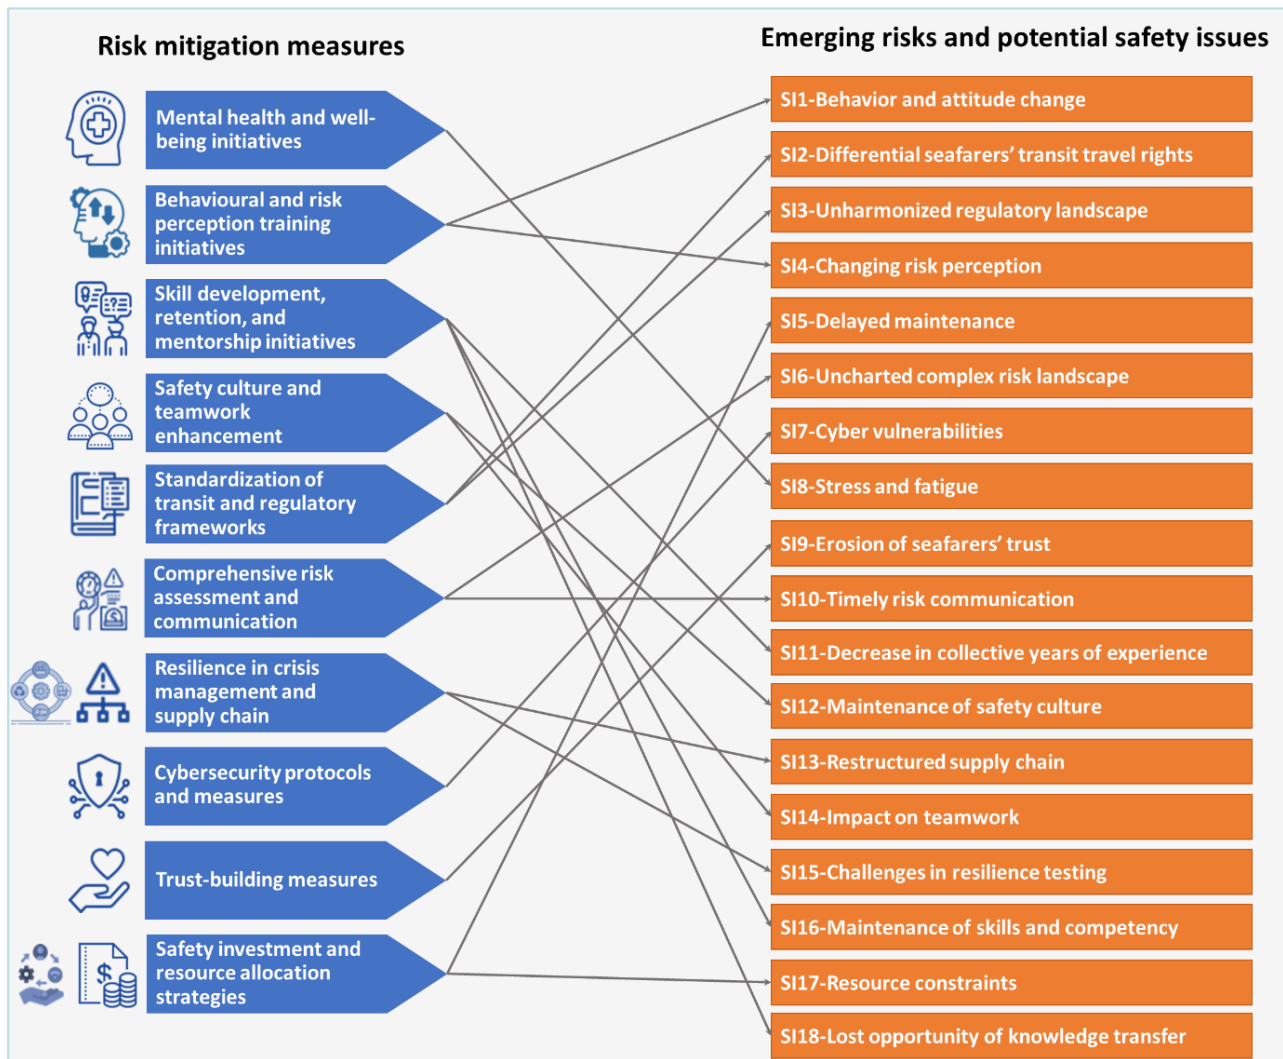 Risk mitigation measures
Emerging risks and potential safety issues
Mental health and well-
being initiatives
Behavioural and risk
perception training
initiatives
Skill development,
retention, and
mentorship initiatives
Safety culture and
teamwork
enhancement
Standardization of
transit and regulatory
frameworks
Comprehensive risk
assessment and
communication
Resilience in crisis
management and
supply chain
Cybersecurity protocols
and measures
Trust-building measures
Safety investment and
resource allocation
strategies
SI1-Behavior and attitude change
SI2-Differential seafarers’ transit travel rights
SI3-Unharmonized regulatory landscape
SI4-Changing risk perception
SI5-Delayed maintenance
SI6-Uncharted complex risk landscape
SI7-Cyber vulnerabilities
SI8-Stress and fatigue
SI9-Erosion of seafarers’ trust
SI10-Timely risk communication
SI11-Decrease in collective years of experience
SI12-Maintenance of safety culture
SI13-Restructured supply chain
SI14-Impact on teamwork
SI15-Challenges in resilience testing
SI16-Maintenance of skills and competency
SI17-Resource constraints
SI18-Lost opportunity of knowledge transfer